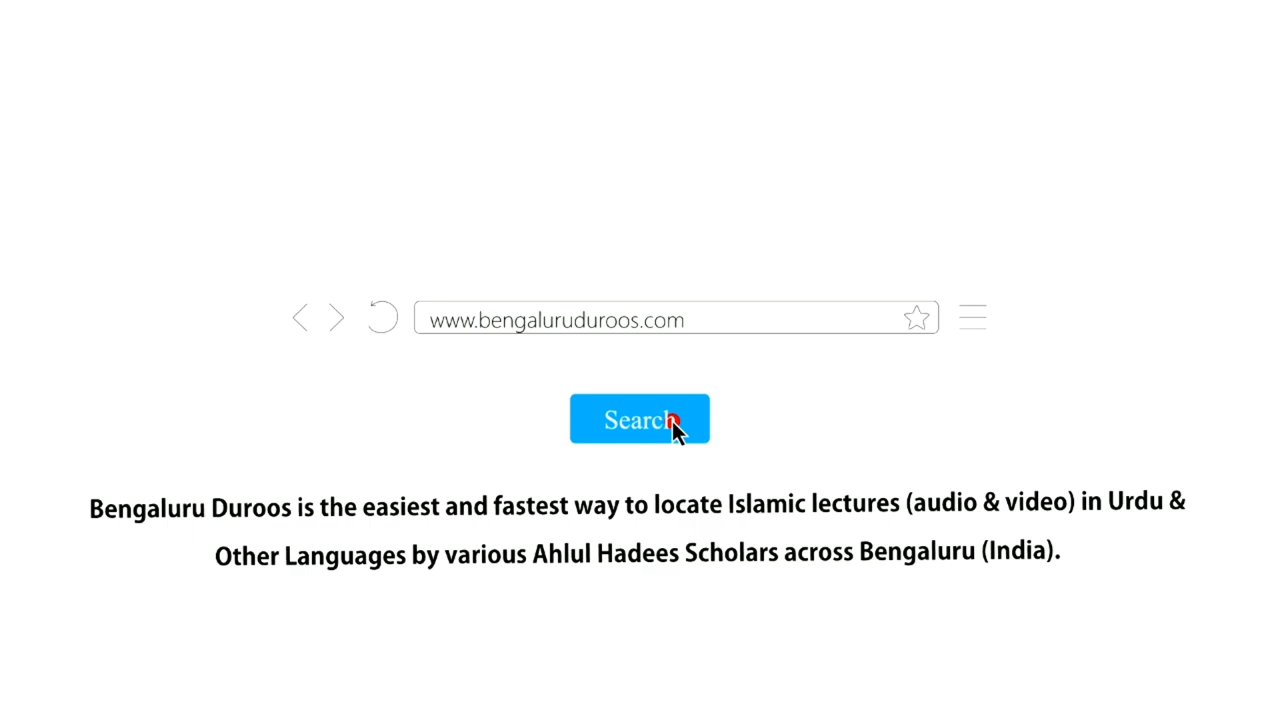 www.bengaluruduroos.com
Search
Bengaluru Duroos is the easiest and fastest way to locate Islamic lectures (audio & video) in Urdu &
Other Languages by various Ahlul Hadees Scholars across Bengaluru (India).